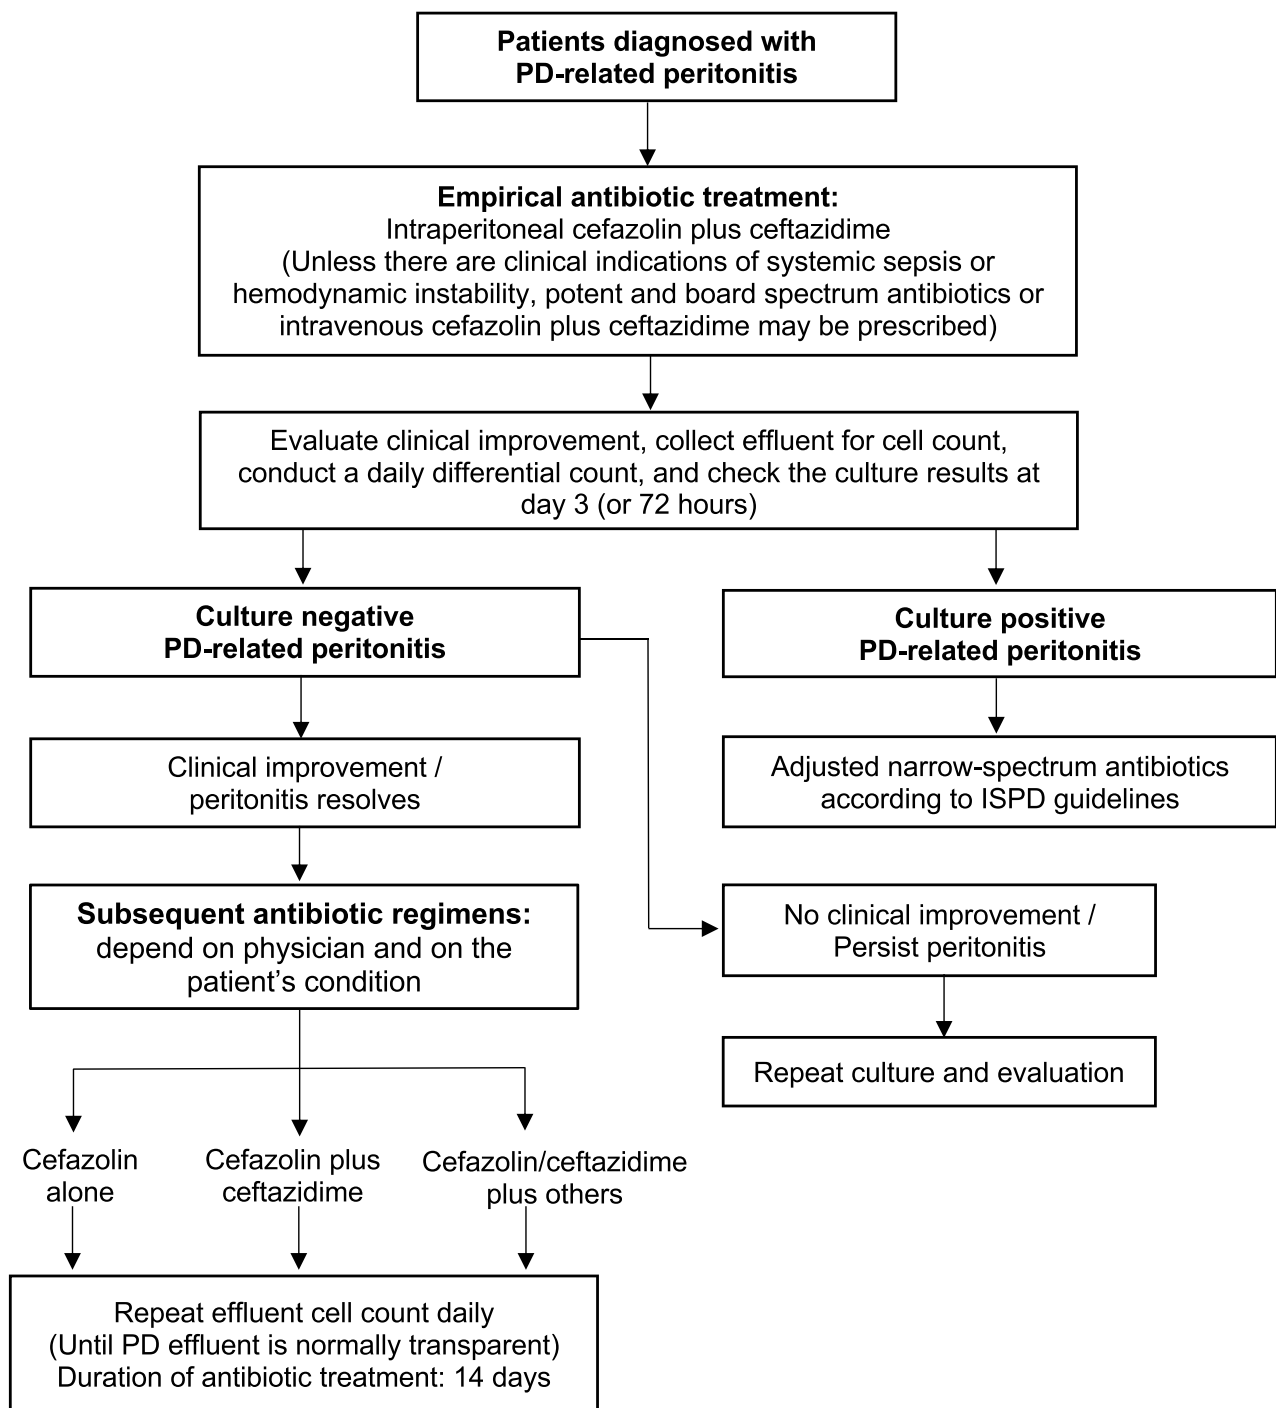 Patients diagnosed with
PD-related peritonitis
Empirical antibiotic treatment:
Intraperitoneal cefazolin plus ceftazidime
(Unless there are clinical indications of systemic sepsis or
hemodynamic instability, potent and board spectrum antibiotics or
intravenous cefazolin plus ceftazidime may be prescribed)
Evaluate clinical improvement, collect effluent for cell count,
conduct a daily differential count, and check the culture results at
day 3 (or 72 hours)
Culture negative
PD-related peritonitis
Culture positive
PD-related peritonitis
Clinical improvement /
peritonitis resolves
Adjusted narrow-spectrum antibiotics
according to ISPD guidelines
Subsequent antibiotic regimens:
depend on physician and on the
patient’s condition
No clinical improvement /
Persist peritonitis
Repeat culture and evaluation
Cefazolin
alone
Cefazolin plus
ceftazidime
Cefazolin/ceftazidime
plus others
Repeat effluent cell count daily
(Until PD effluent is normally transparent)
Duration of antibiotic treatment: 14 days